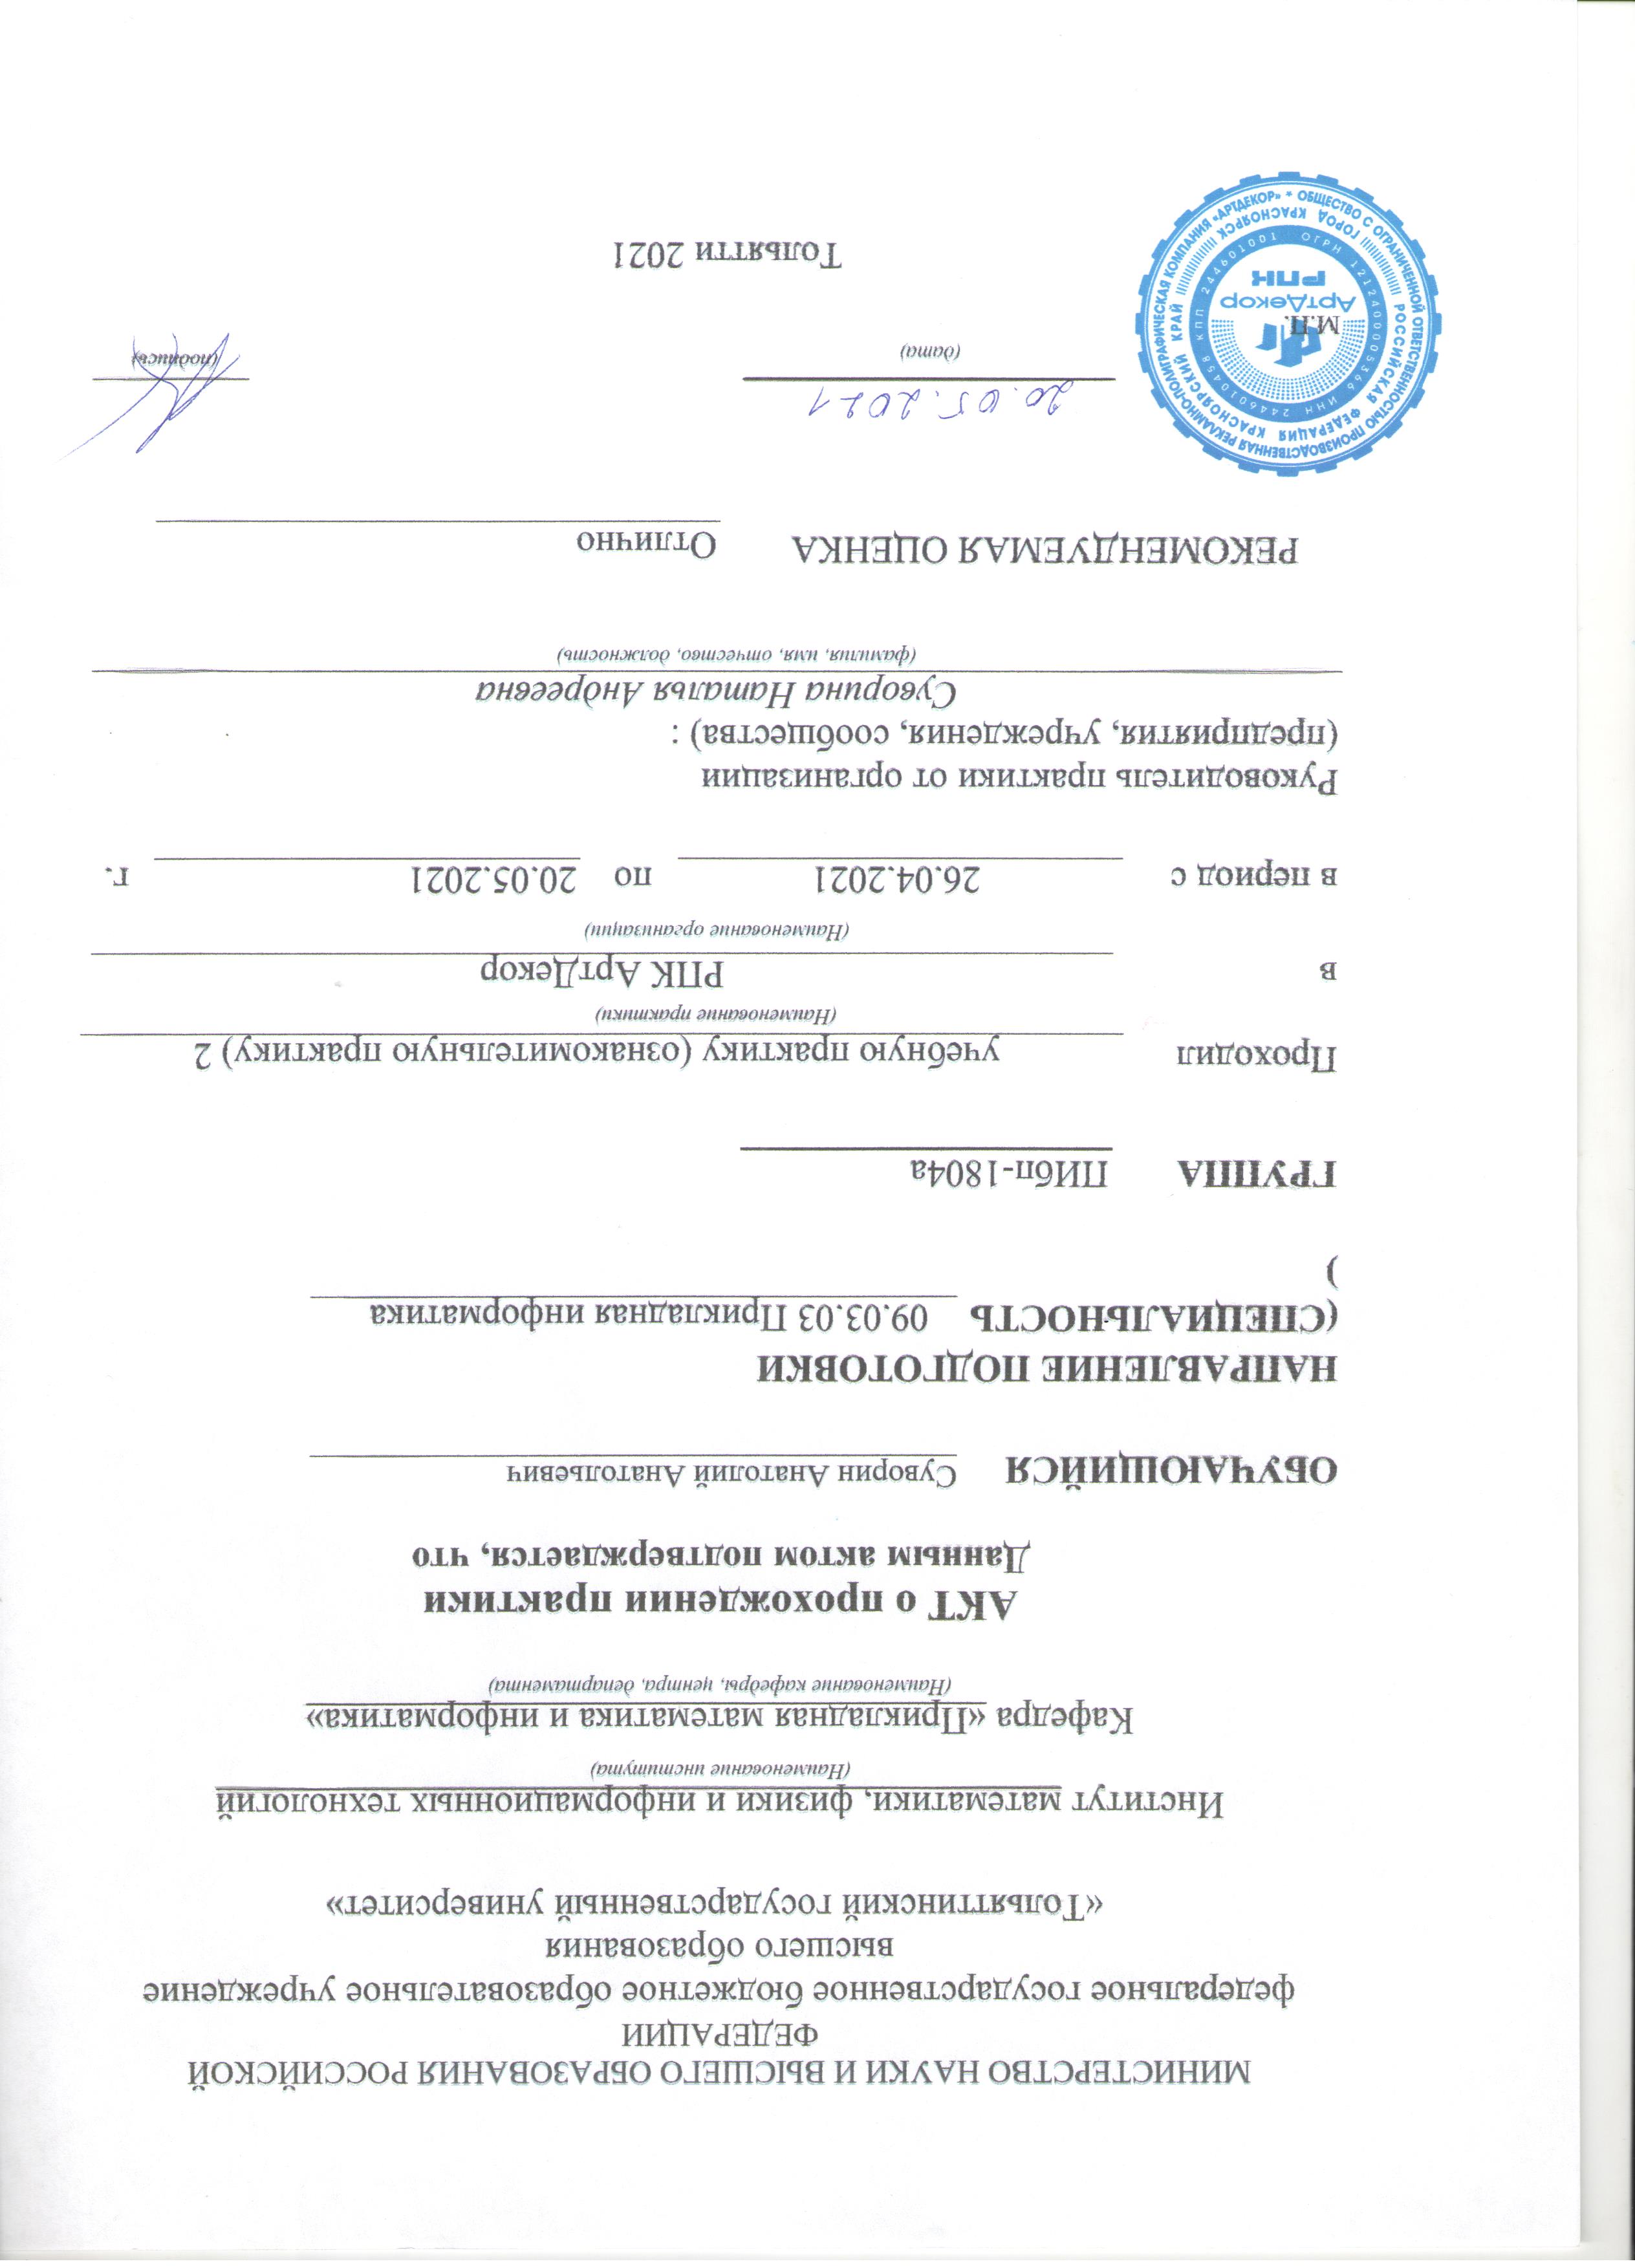 МИНИСТЕРСТВО НАУКИ И ВЫСШЕГО ОБРАЗОВАНИЯ РОССИЙСКОЙ
ФЕДЕРАЦИИ
федеральное государственное бюджетное образовательное учреждение
высшего образования
«Тольяттинский государственный университет»
Институт математики, физики и информационных технологий
(Наименование института)
Кафедра «Прикладная математика и информатика»
(Наименование кафедры, центра, департамента)
АКТ о прохождении практики
Данным актом подтверждается, что
ОБУЧАЮЩИЙСЯ Суворин Анатолий Анатольевич
НАПРАВЛЕНИЕ ПОДГОТОВКИ
(СПЕЦИАЛЬНОСТЬ 09.03.03 Прикладная информатика
)
ГРУППА ПИбп-1804а
Проходил учебную практику (ознакомительную практику) 2
(Наименование практики)
в РПК АртДекор
(Наименование организации)
в период с 26.04.2021 по 20.05.2021 г.
Руководитель практики от организации
(предприятия, учреждения, сообщества) :
Суворина Наталья Андреевна
(фамилия, имя, отчество, должность)
РЕКОМЕНДУЕМАЯ ОЦЕНКА Отлично
20.05.2021
М.П. (дата) (подпись)
Тольятти 2021
ОБЩЕСТВО С ОГРАНИЧЕННОЙ ОТВЕТСТВЕННОСТЬЮ ПРОИЗВОДСТВЕННАЯ РЕКЛАМНО-ПОЛИГРАФИЧЕСКАЯ КОМПАНИЯ «АРТДЕКОР» *
РОССИЙСКАЯ ФЕДЕРАЦИЯ КРАСНОЯРСКИЙ КРАЙ ГОРОД КРАСНОЯРСК
ОГРН 1212400005366 ИНН 2446010458 КПП 244601001
АртДекор
РПК